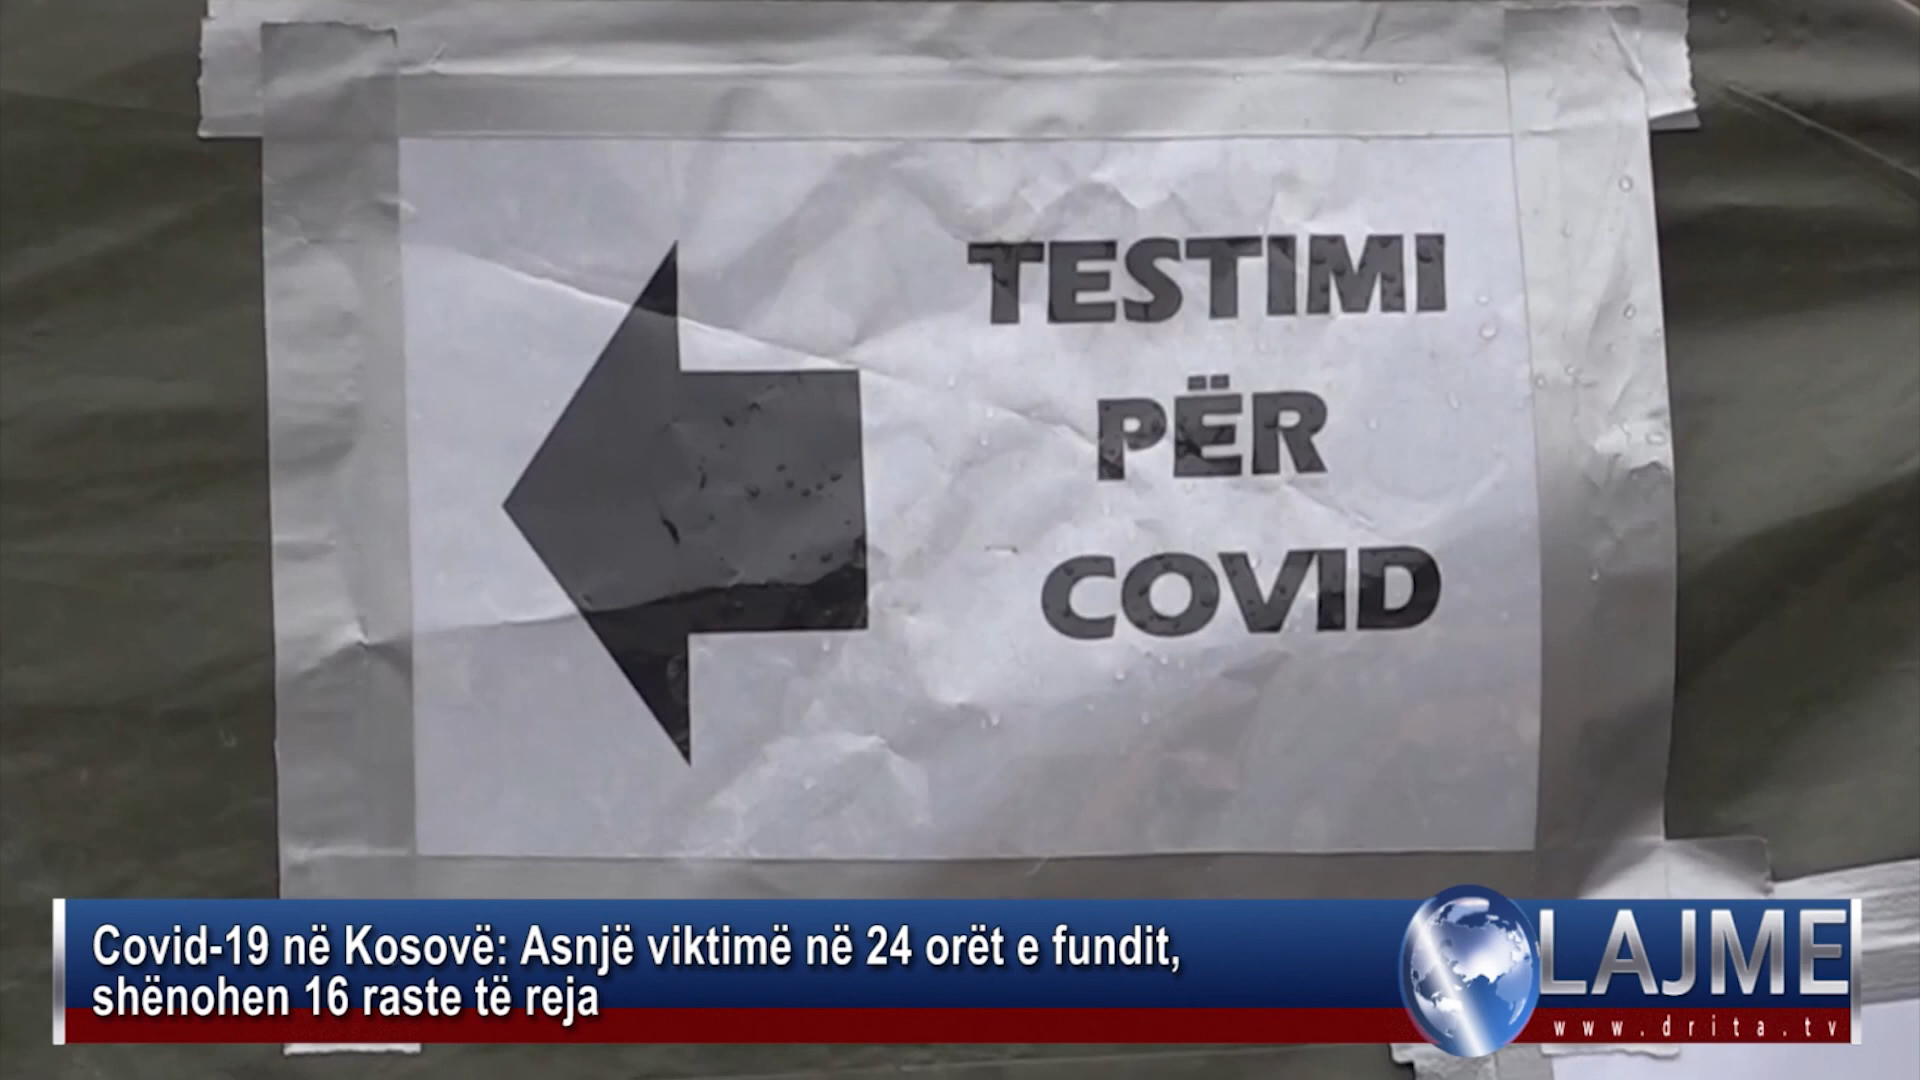 TESTIMI
PËR
COVID
Covid-19 në Kosovë: Asnjë viktimë në 24 orët e fundit,
shënohen 16 raste të reja
LAJME
www.drita.tv